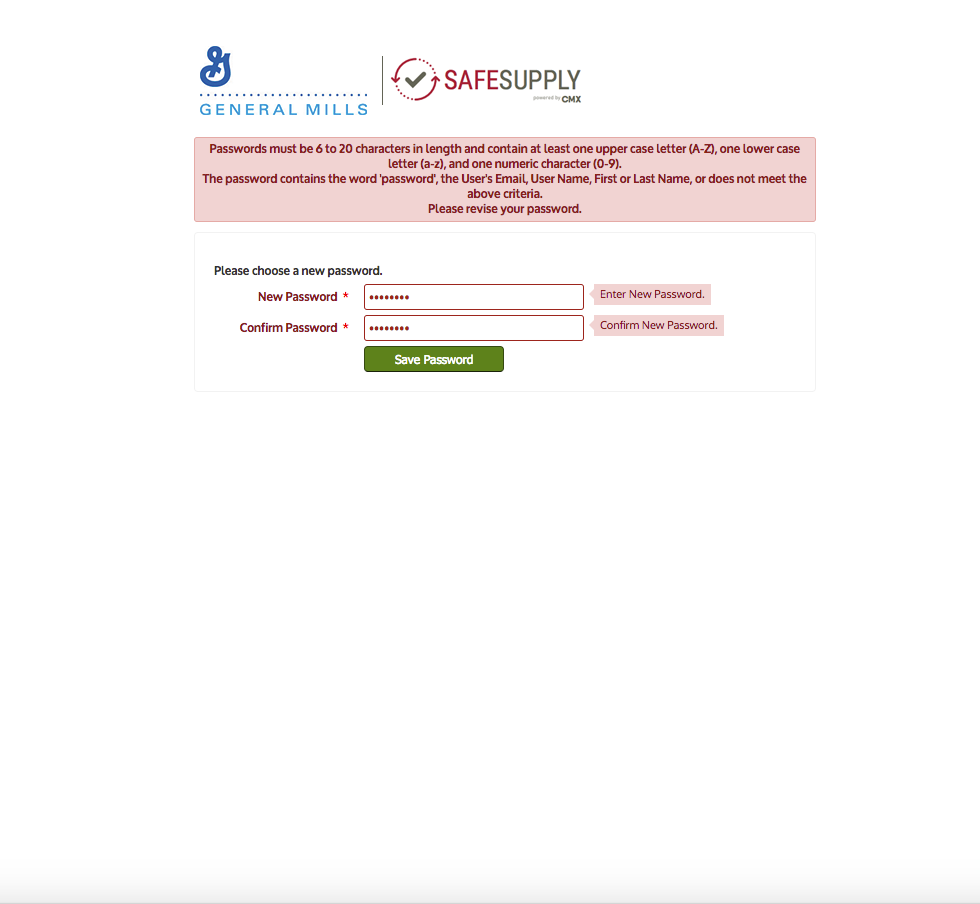 GENERAL MILLS
SAFESUPPLY
powered by CMX
Passwords must be 6 to 20 characters in length and contain at least one upper case letter (A-Z), one lower case
letter (a-z), and one numeric character (0-9).
The password contains the word 'password', the User's Email, User Name, First or Last Name, or does not meet the
above criteria.
Please revise your password.
Please choose a new password.
New Password * •••••••• Enter New Password.
Confirm Password * •••••••• Confirm New Password.
Save Password